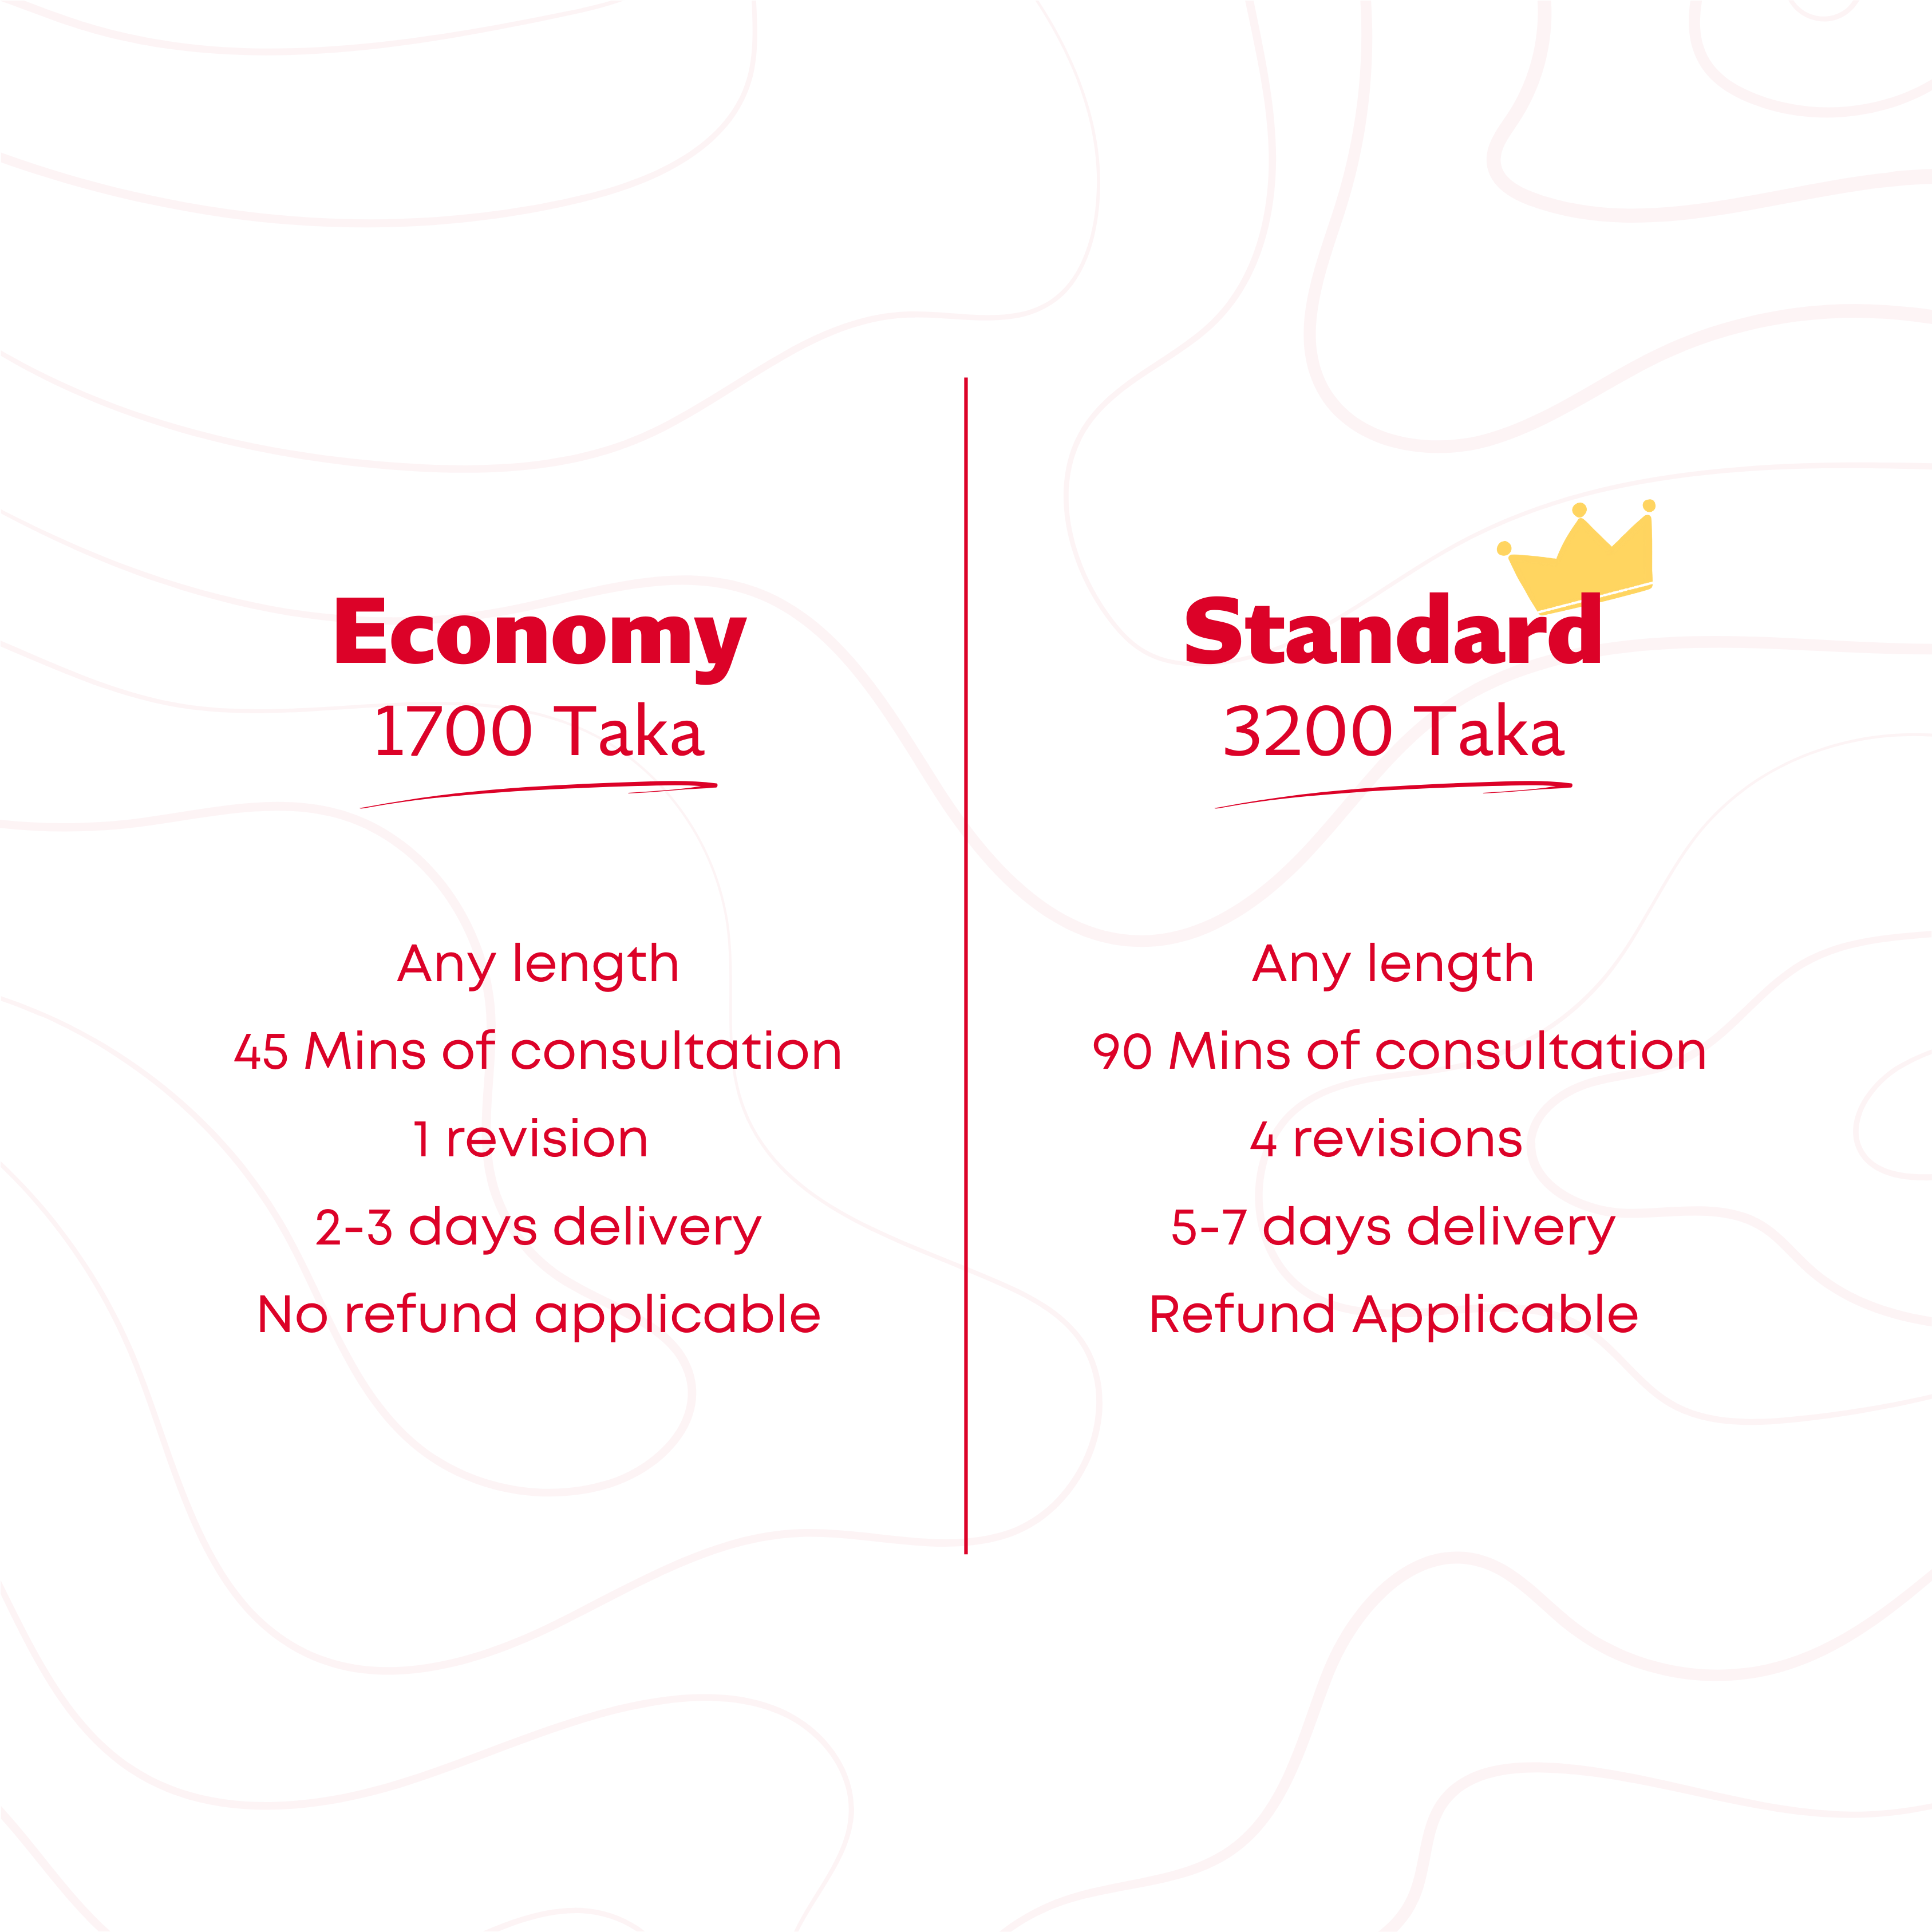 Economy
1700 Taka
Any length
45 Mins of consultation
1 revision
2-3 days delivery
No refund applicable
Standard
3200 Taka
Any length
90 Mins of consultation
4 revisions
5-7 days delivery
Refund Applicable